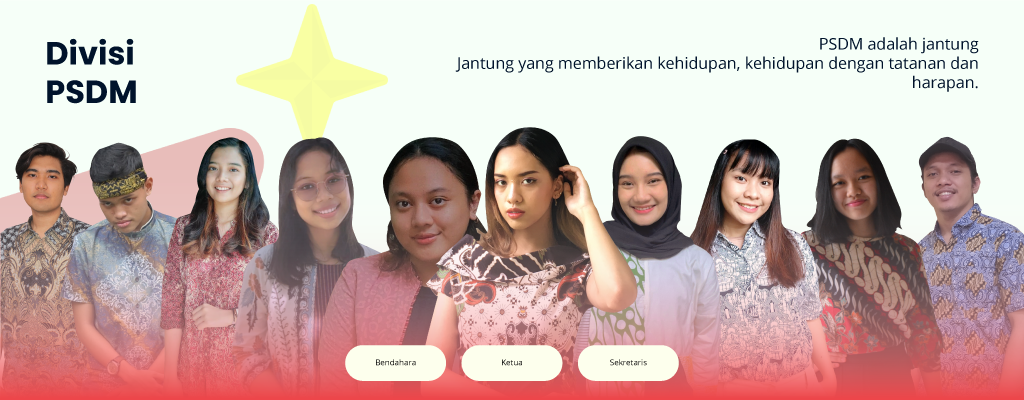 Divisi
PSDM
PSDM adalah jantung
Jantung yang memberikan kehidupan, kehidupan dengan tatanan dan
harapan.
Bendahara
Ketua
Sekretaris